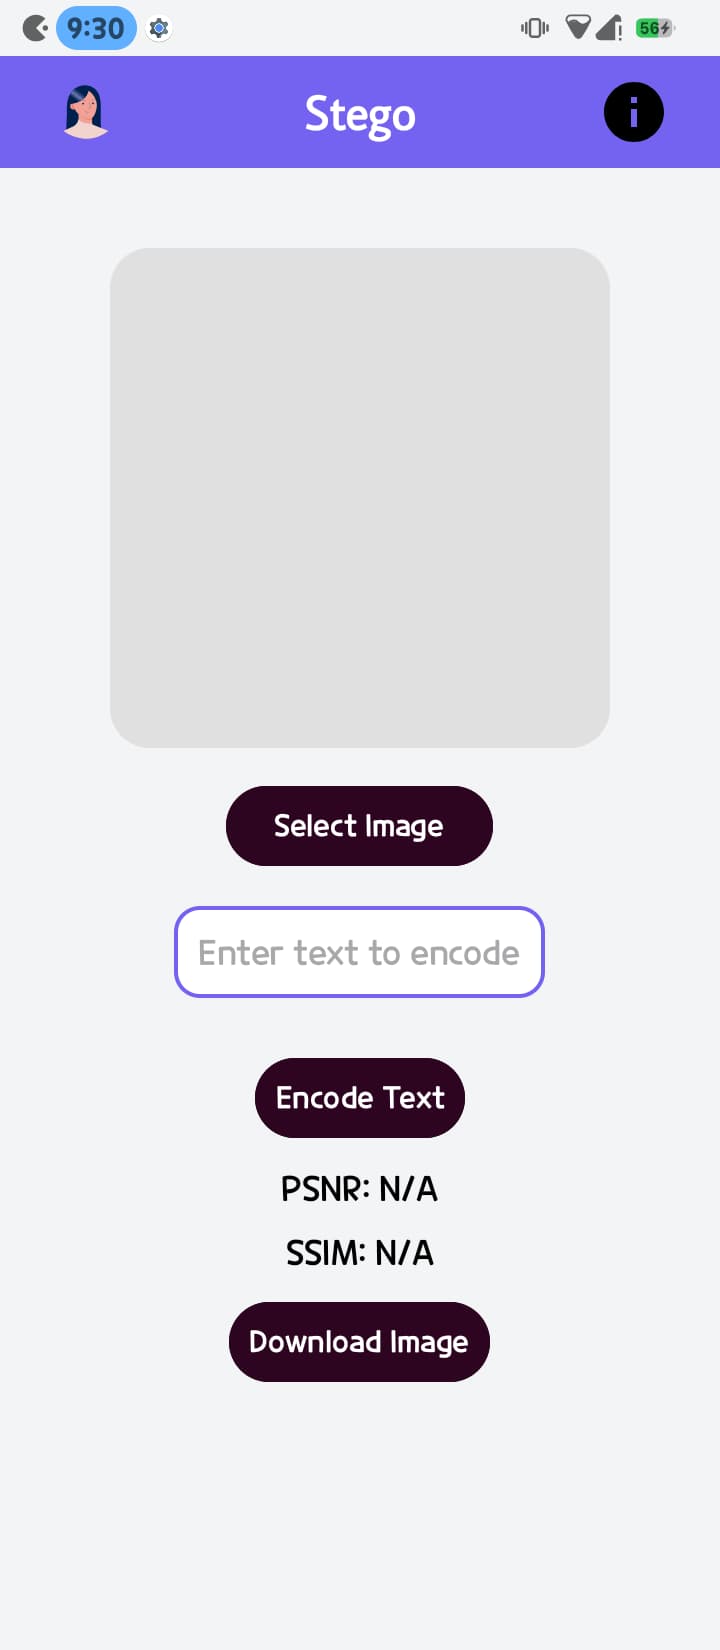 9:30
56
Stego
i
Select Image
Enter text to encode
Encode Text
PSNR: N/A
SSIM: N/A
Download Image